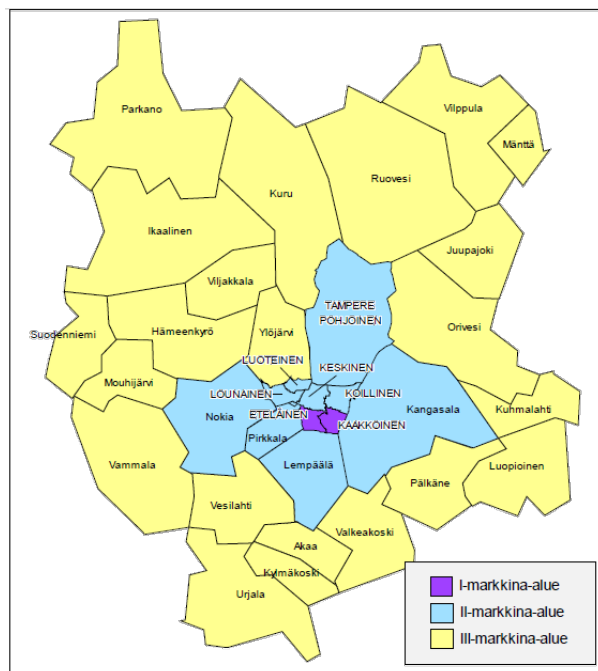 Parkano
Vilppula
Mänttä
Kuru
Ruovesi
Ikaalinen
Juupajoki
Viljakkala
TAMPERE
POHJOINEN
Suodenniemi
Hämeenkyrö
Ylöjärvi
Orivesi
LUOTEINEN
KESKINEN
Mouhijärvi
LOUNAINEN
KOILLINEN
Nokia
ETELÄINEN
Kangasala
Kuhmalahti
KAAKKOINEN
Pirkkala
Vammala
Lempäälä
Luopioinen
Pälkäne
Vesilahti
Valkeakoski
Akaa
Kylmäkoski
Urjala
I-markkina-alue
II-markkina-alue
III-markkina-alue